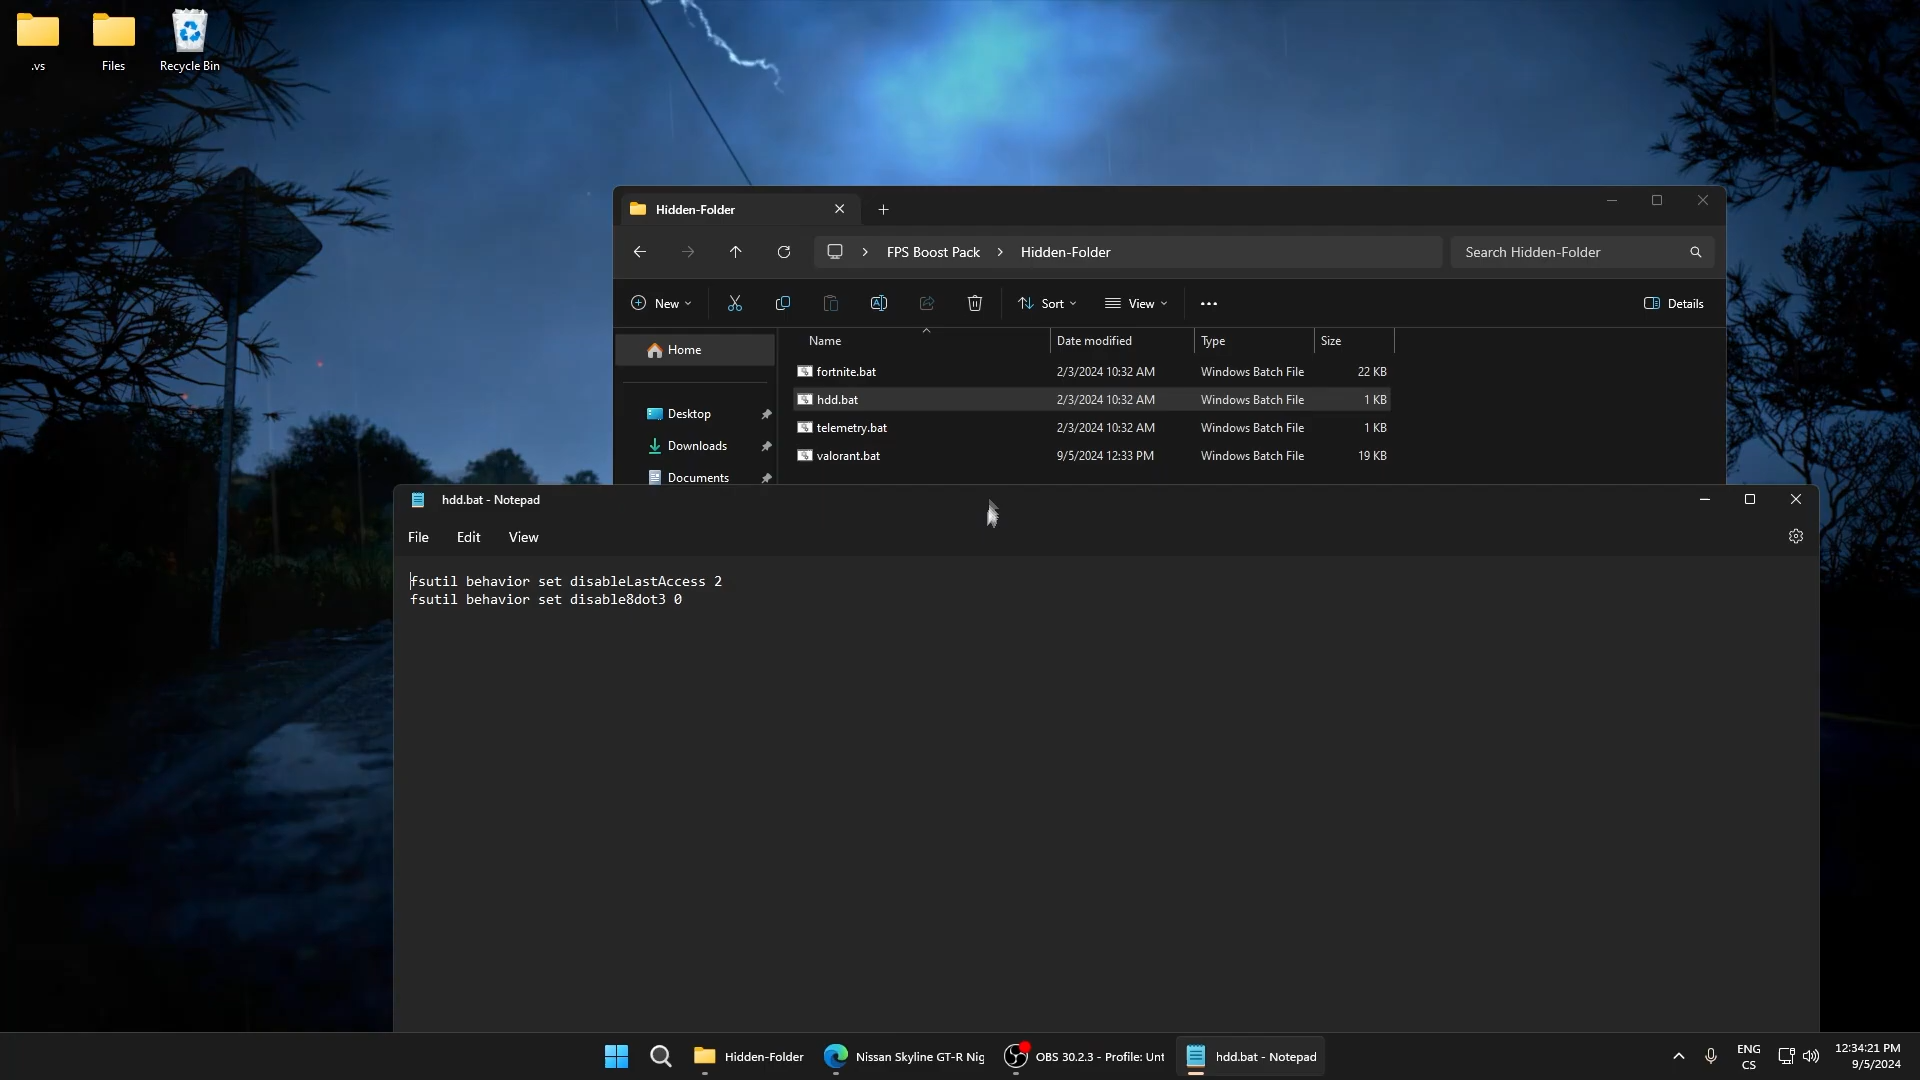 .vs
Files
Recycle Bin
Hidden-Folder
FPS Boost Pack
Hidden-Folder
Search Hidden-Folder
New
Sort
View
Details
Name
Date modified
Type
Size
Home
fortnite.bat
2/3/2024 10:32 AM
Windows Batch File
22 KB
hdd.bat
2/3/2024 10:32 AM
Windows Batch File
1 KB
Desktop
telemetry.bat
2/3/2024 10:32 AM
Windows Batch File
1 KB
Downloads
valorant.bat
9/5/2024 12:33 PM
Windows Batch File
19 KB
Documents
hdd.bat - Notepad
File
Edit
View
fsutil behavior set disableLastAccess 2
fsutil behavior set disable8dot3 0
Hidden-Folder
Nissan Skyline GT-R Nig
OBS 30.2.3 - Profile: Unt
hdd.bat - Notepad
ENG
CS
12:34:21 PM
9/5/2024